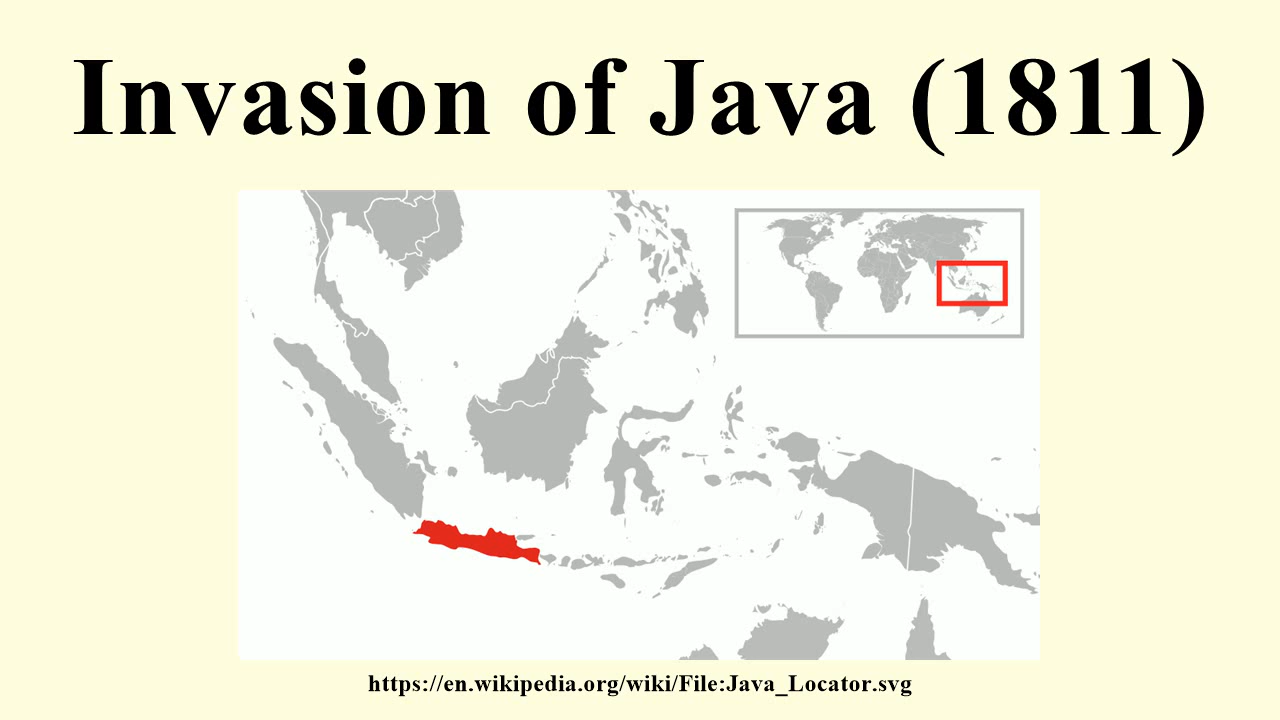 Invasion of Java (1811)
https://en.wikipedia.org/wiki/File:Java_Locator.svg